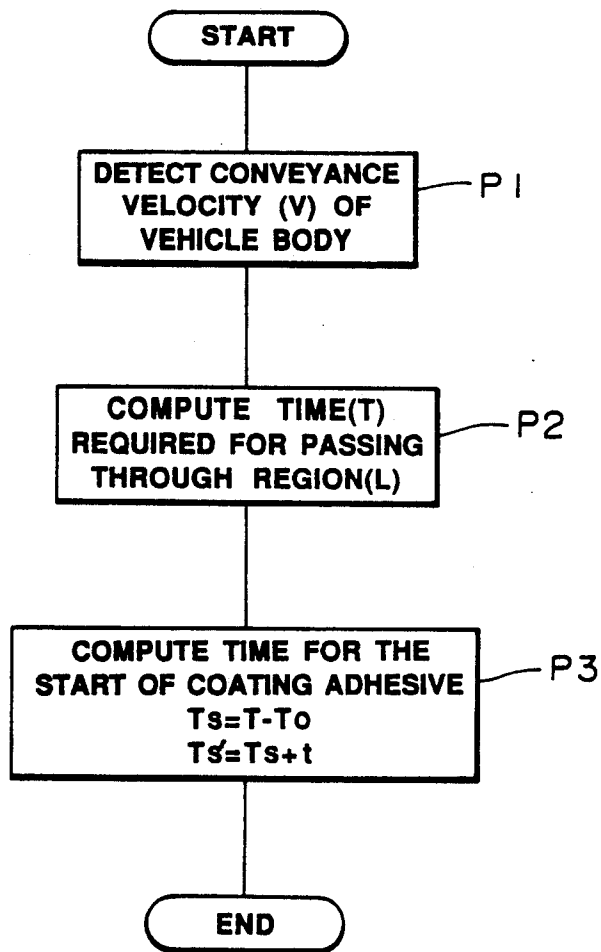 START
DETECT CONVEYANCE
VELOCITY (V) OF
VEHICLE BODY
P1
COMPUTE TIME(T)
REQUIRED FOR PASSING
THROUGH REGION(L)
P2
COMPUTE TIME FOR THE
START OF COATING ADHESIVE
Ts=T-To
Ts'=Ts+t
P3
END